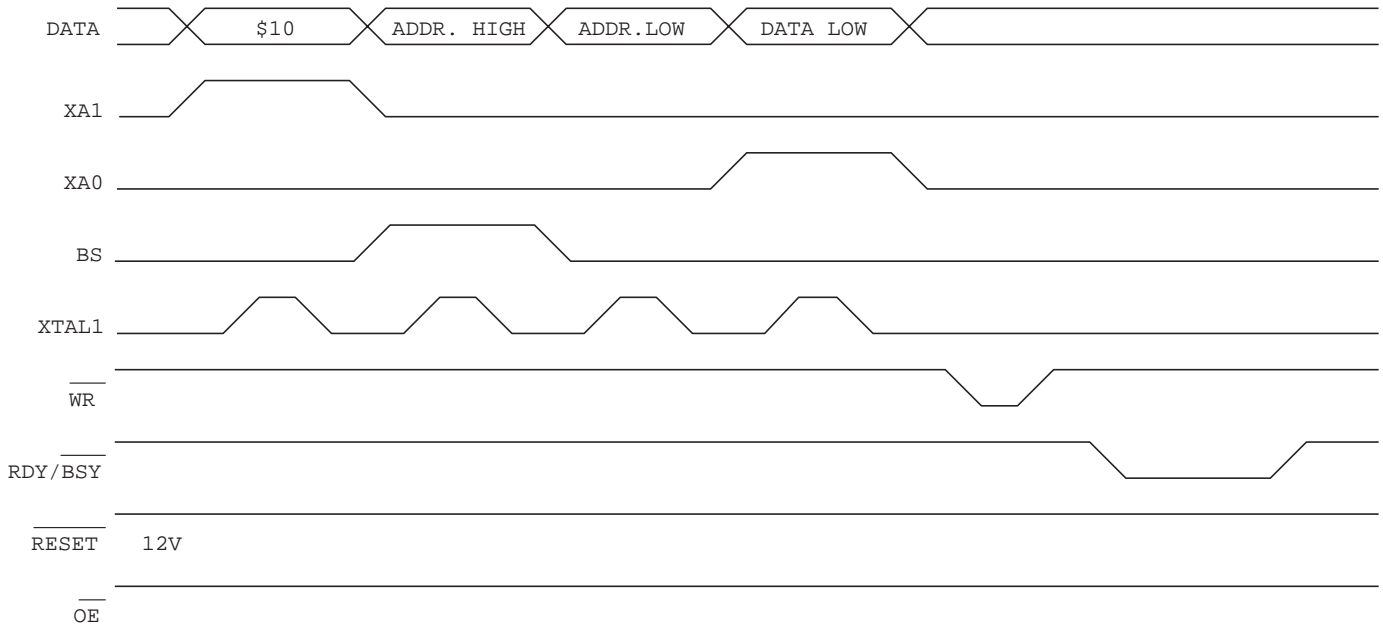 DATA $10 ADDR. HIGH ADDR.LOW DATA LOW
XA1
XA0
BS
XTAL1
WR
RDY/BSY
RESET 12V
OE